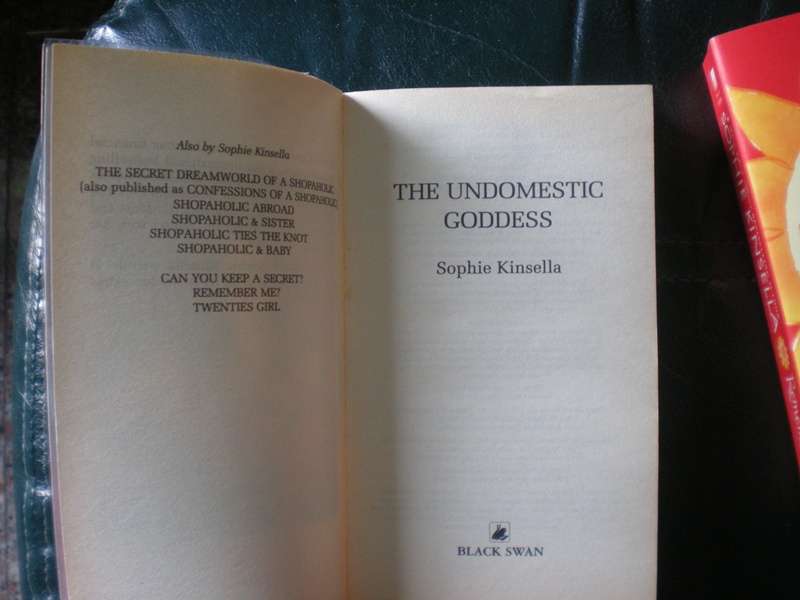 Also by Sophie Kinsella
THE SECRET DREAMWORLD OF A SHOPAHOLIC
(also published as CONFESSIONS OF A SHOPAHOLIC)
SHOPAHOLIC ABROAD
SHOPAHOLIC & SISTER
SHOPAHOLIC TIES THE KNOT
SHOPAHOLIC & BABY
CAN YOU KEEP A SECRET?
REMEMBER ME?
TWENTIES GIRL
THE UNDOMESTIC
GODDESS
Sophie Kinsella
BLACK SWAN
SOPHIE KINSELLA